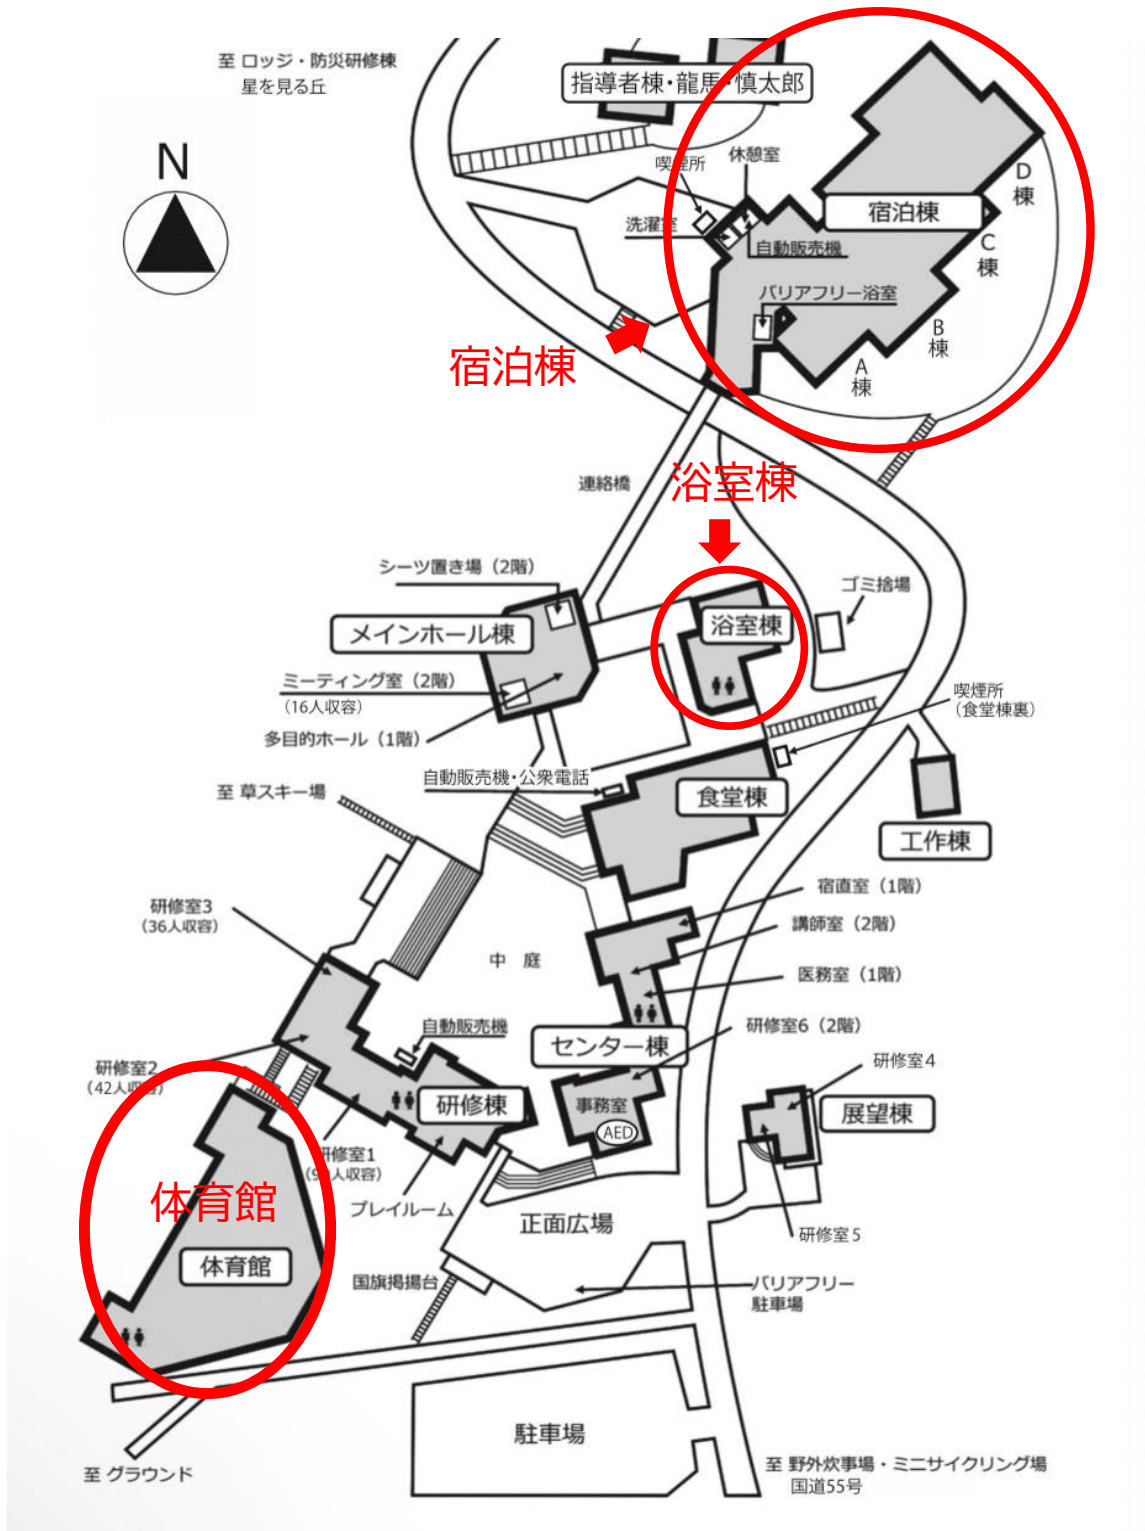 至 ロッジ・防災研修棟
星を見る丘
指導者棟・龍馬・慎太郎
N
喫煙所
休憩室
D棟
宿泊棟
洗濯室
自動販売機
C棟
バリアフリー浴室
B棟
宿泊棟
A棟
連絡橋
浴室棟
シーツ置き場（2階）
ゴミ捨場
メインホール棟
浴室棟
ミーティング室（2階）
（16人収容）
喫煙所
（食堂棟裏）
多目的ホール（1階）
自動販売機・公衆電話
至 草スキー場
食堂棟
工作棟
宿直室（1階）
研修室3
（36人収容）
講師室（2階）
中 庭
医務室（1階）
自動販売機
研修室6（2階）
センター棟
研修室2
（42人収容）
研修室4
研修棟
事務室
AED
展望棟
研修室1
（9 人収容）
体育館
プレイルーム
正面広場
研修室5
体育館
国旗掲揚台
バリアフリー
駐車場
駐車場
至 グラウンド
至 野外炊事場・ミニサイクリング場
国道55号